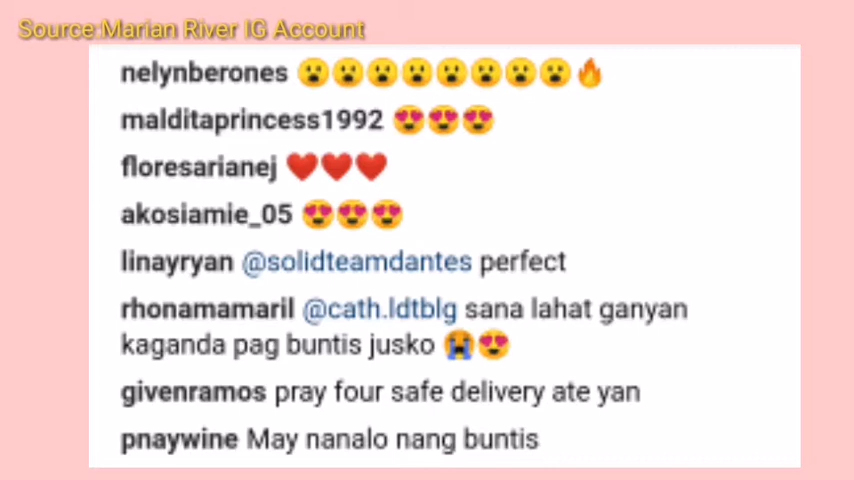 Source:Marian River IG Account
nelynberones 😮😮😮😮😮😮😮😮🔥
malditaprincess1992 😍😍😍
floresarianej ❤️❤️❤️
akosiamie_05 😍😍😍
linayryan @solidteamdantes perfect
rhonamamaril @cath.ldtblg sana lahat ganyan
kaganda pag buntis jusko 😭😍
givenramos pray four safe delivery ate yan
pnaywine May nanalo nang buntis